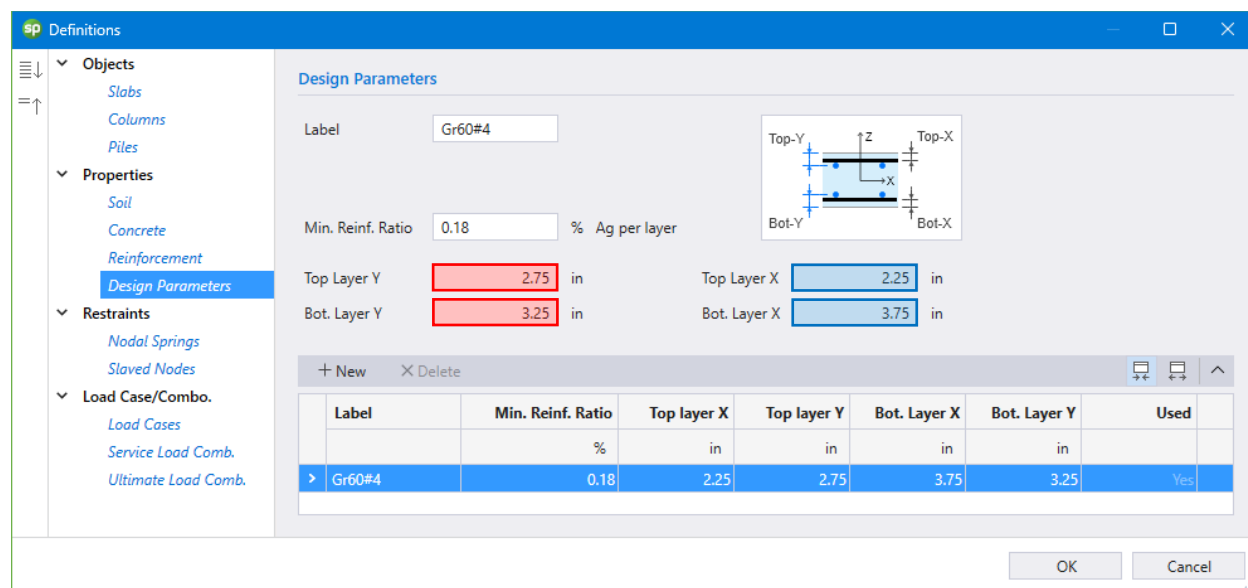 sp Definitions
Objects
Slabs
Columns
Piles
Properties
Soil
Concrete
Reinforcement
Design Parameters
Restraints
Nodal Springs
Slaved Nodes
Load Case/Combo.
Load Cases
Service Load Comb.
Ultimate Load Comb.
Design Parameters
Label Gr60#4
Top-Y Z Top-X
X
Bot-Y Bot-X
Min. Reinf. Ratio 0.18 % Ag per layer
Top Layer Y 2.75 in Top Layer X 2.25 in
Bot. Layer Y 3.25 in Bot. Layer X 3.75 in
+ New Delete
Label Min. Reinf. Ratio Top layer X Top layer Y Bot. Layer X Bot. Layer Y Used
% in in in in
Gr60#4 0.18 2.25 2.75 3.75 3.25 Yes
OK Cancel